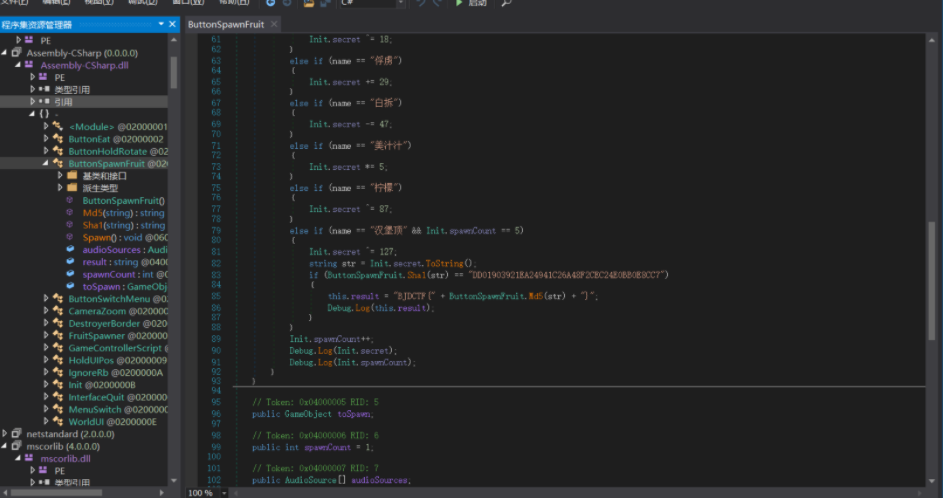 文件(F) 编辑(E) 视图(V) 调试(D) 窗口(W) 帮助(H) C# 启动
程序集资源管理器
PE
Assembly-CSharp (0.0.0.0)
Assembly-CSharp.dll
PE
类型引用
引用
{ } -
<Module> @02000001
ButtonEat @02000002
ButtonHoldRotate @02
ButtonSpawnFruit @020
基类和接口
派生类型
ButtonSpawnFruit()
Md5(string) : string
Sha1(string) : string
Spawn() : void @060
audioSources : Audi
result : string @0400
spawnCount : int @0
toSpawn : GameObj
ButtonSwitchMenu @0
CameraZoom @020000
DestroyerBorder @020
FruitSpawner @020000
GameControllerScript
HoldUIPos @02000009
IgnoreRb @0200000A
Init @0200000B
InterfaceQuit @020000
MenuSwitch @0200000
WorldUI @0200000E
netstandard (2.0.0.0)
mscorlib (4.0.0.0)
mscorlib.dll
PE
类型引用
ButtonSpawnFruit
61 Init.secret ^= 18;
62 }
63 else if (name == "俘虏")
64 {
65 Init.secret += 29;
66 }
67 else if (name == "白拆")
68 {
69 Init.secret -= 47;
70 }
71 else if (name == "美汁汁")
72 {
73 Init.secret *= 5;
74 }
75 else if (name == "柠檬")
76 {
77 Init.secret ^= 87;
78 }
79 else if (name == "汉堡顶" && Init.spawnCount == 5)
80 {
81 Init.secret ^= 127;
82 string str = Init.secret.ToString();
83 if (ButtonSpawnFruit.Sha1(str) == "DD01903921EA24941C26A48F2CEC24E0BB0E8CC7")
84 {
85 this.result = "BJDCTF{" + ButtonSpawnFruit.Md5(str) + "}";
86 Debug.Log(this.result);
87 }
88 }
89 Init.spawnCount++;
90 Debug.Log(Init.secret);
91 Debug.Log(Init.spawnCount);
92 }
93 }
94
95 // Token: 0x04000005 RID: 5
96 public GameObject toSpawn;
97
98 // Token: 0x04000006 RID: 6
99 public int spawnCount = 1;
100
101 // Token: 0x04000007 RID: 7
102 public AudioSource[] audioSources;
100 %